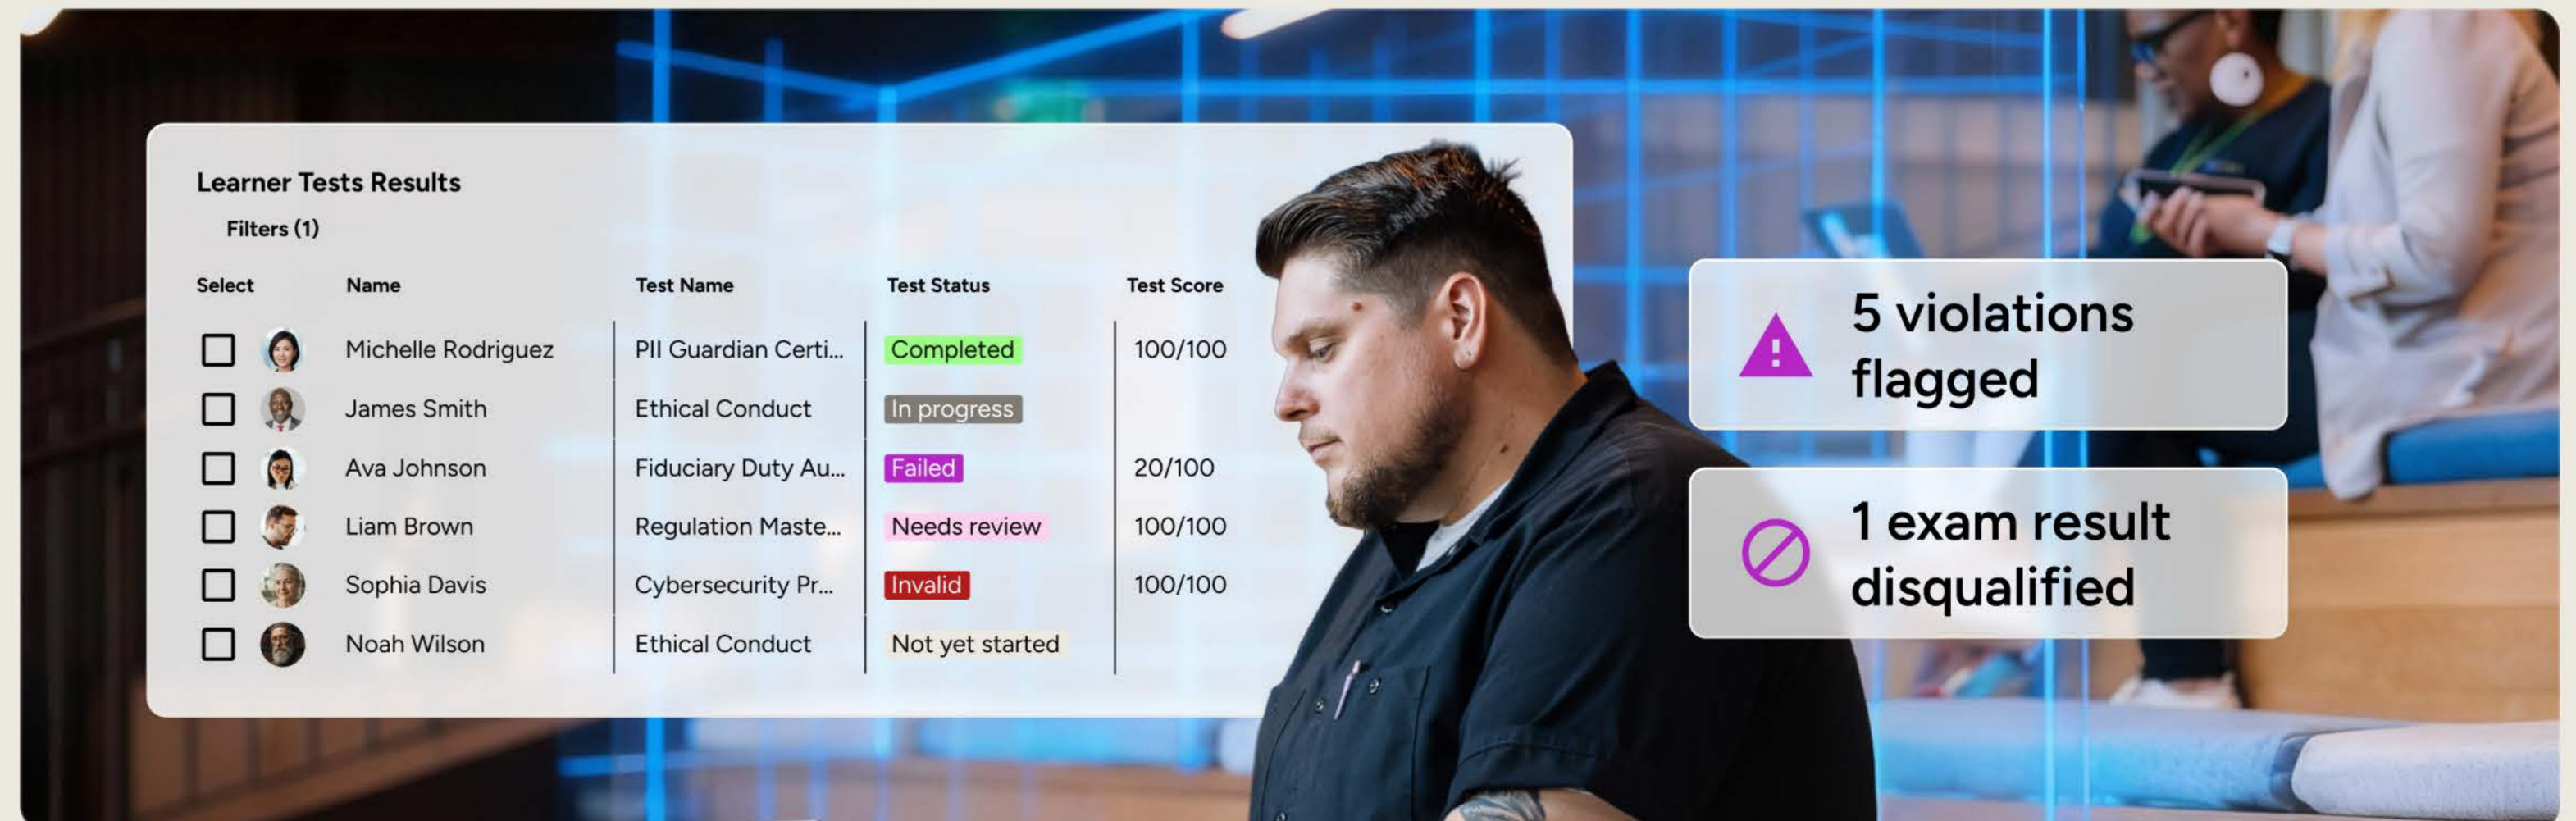 Learner Tests Results
Filters (1)
Select Name Test Name Test Status Test Score
Michelle Rodriguez PII Guardian Certi... Completed 100/100
James Smith Ethical Conduct In progress
Ava Johnson Fiduciary Duty Au... Failed 20/100
Liam Brown Regulation Maste... Needs review 100/100
Sophia Davis Cybersecurity Pr... Invalid 100/100
Noah Wilson Ethical Conduct Not yet started
5 violations
flagged
1 exam result
disqualified